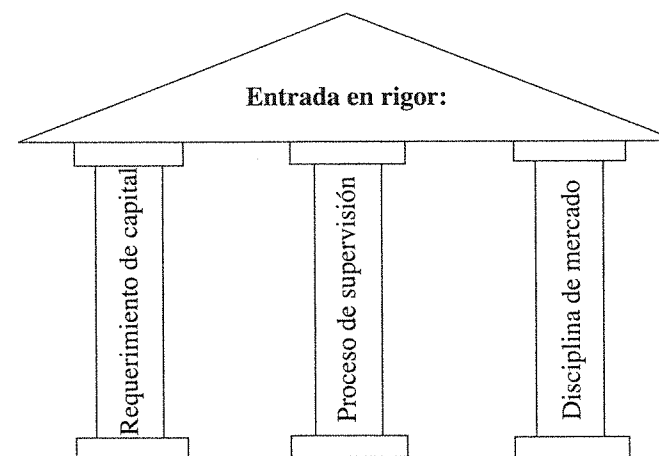 Entrada en rigor:
Requerimiento de capital
Proceso de supervisión
Disciplina de mercado